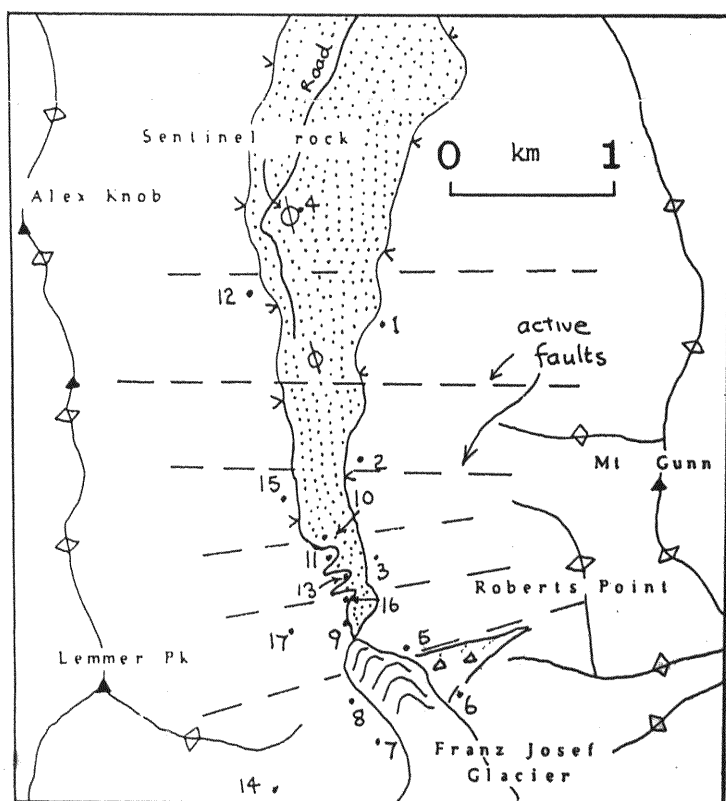 Road
Sentinel rock
0 km 1
4
Alex Knob
12
1
active
faults
2
Mt Gunn
15
10
11
3
13
Roberts Point
16
17
9
5
Lemmer Pk
6
8
7
Franz Josef
Glacier
14